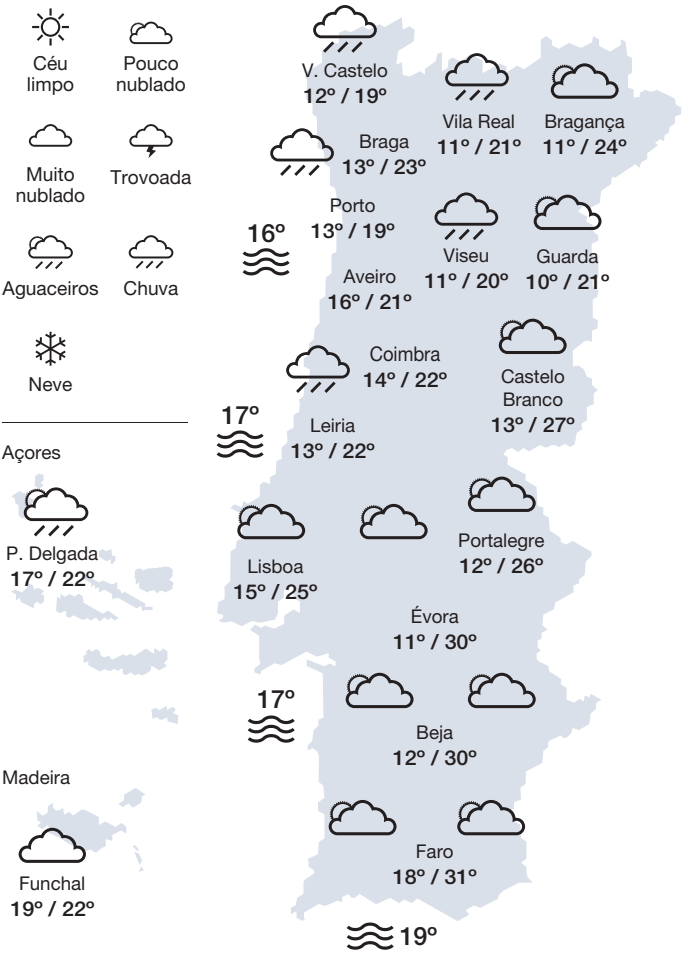 Céu
limpo
Pouco
nublado
Muito
nublado
Trovoada
Aguaceiros
Chuva
Neve
Açores
P. Delgada
17º / 22º
Madeira
Funchal
19º / 22º
V. Castelo
12º / 19º
Vila Real
11º / 21º
Bragança
11º / 24º
Braga
13º / 23º
Porto
13º / 19º
16º
Viseu
11º / 20º
Guarda
10º / 21º
Aveiro
16º / 21º
Coimbra
14º / 22º
Castelo
Branco
13º / 27º
17º
Leiria
13º / 22º
Portalegre
12º / 26º
Lisboa
15º / 25º
Évora
11º / 30º
17º
Beja
12º / 30º
Faro
18º / 31º
19º